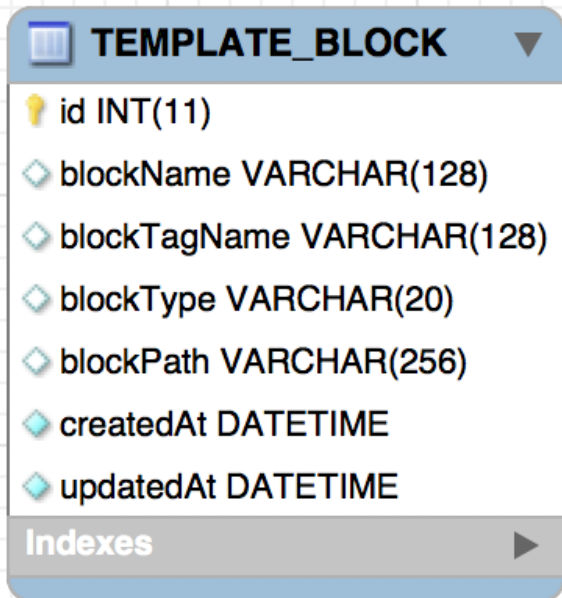 TEMPLATE_BLOCK
id INT(11)
blockName VARCHAR(128)
blockTagName VARCHAR(128)
blockType VARCHAR(20)
blockPath VARCHAR(256)
createdAt DATETIME
updatedAt DATETIME
Indexes